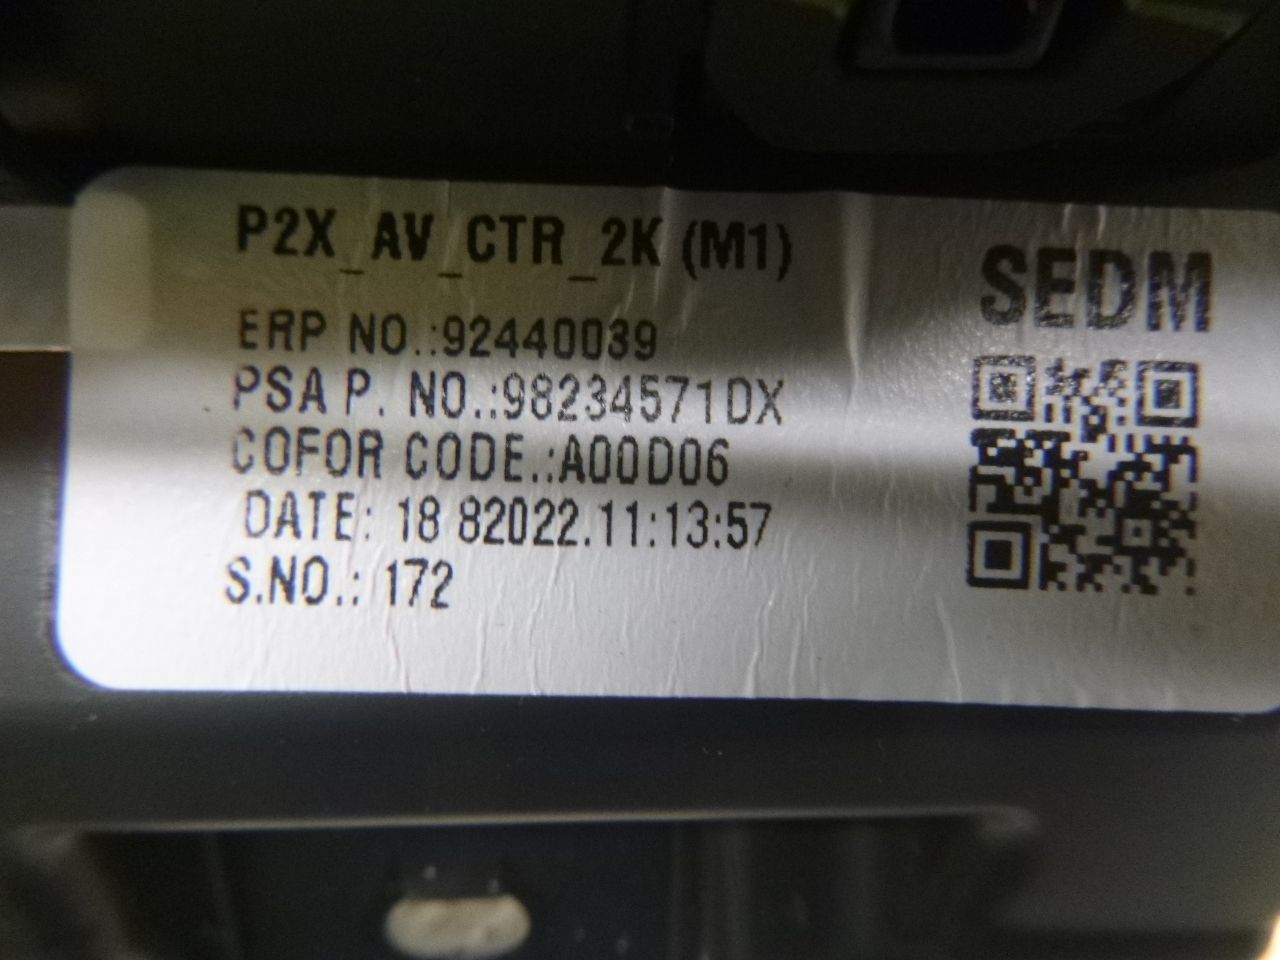 P2X_AV_CTR_2K (M1)
SEDM
ERP NO.:92440039
PSA P. NO.:98234571DX
COFOR CODE.:A00D06
DATE: 18 82022.11:13:57
S.NO.: 172